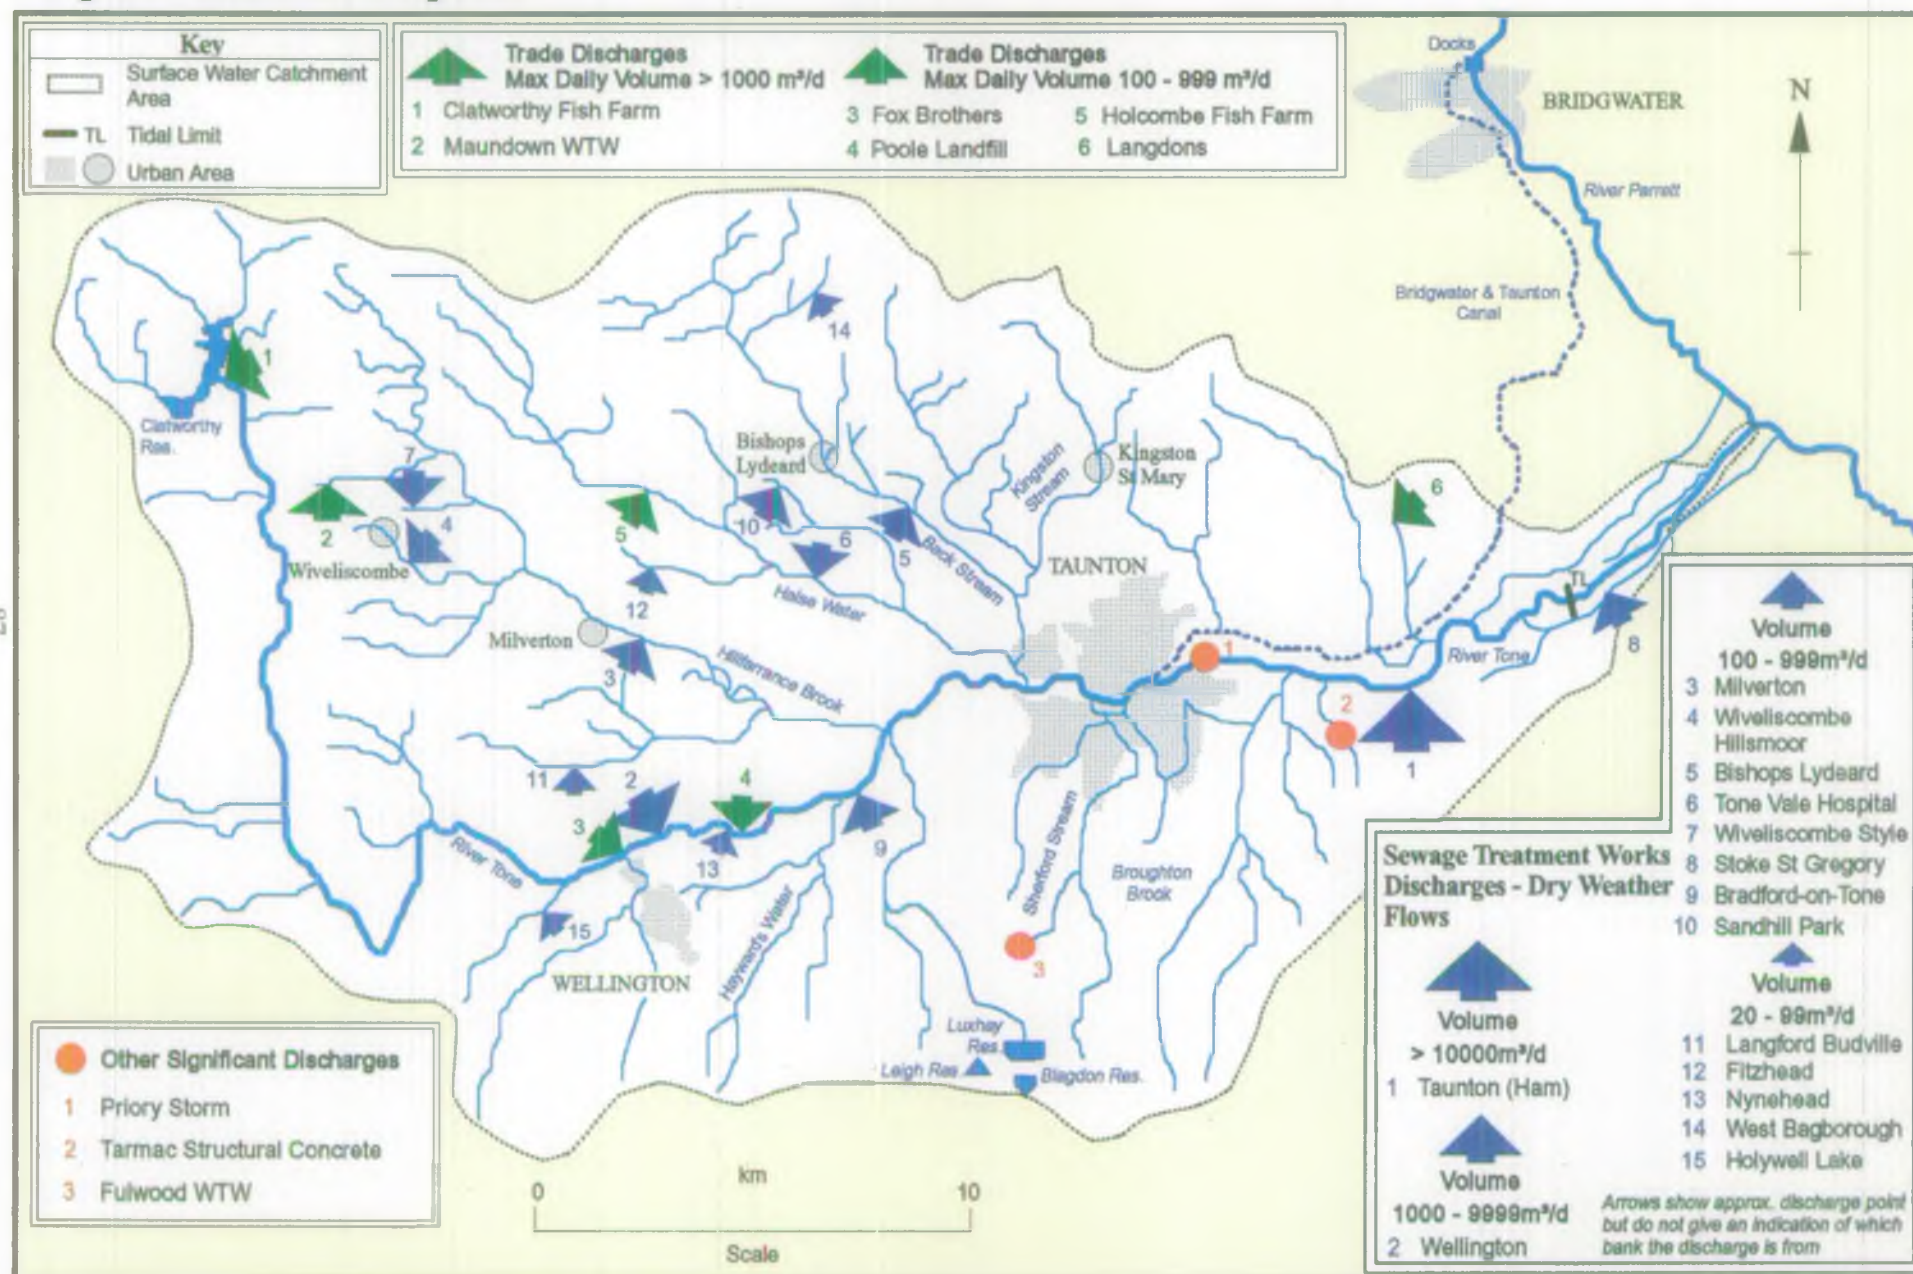 Key
Surface Water Catchment
Area
TL Tidal Limit
Urban Area
Trade Discharges
Max Daily Volume > 1000 m³/d
1 Clatworthy Fish Farm
2 Maundown WTW
Trade Discharges
Max Daily Volume 100 - 999 m³/d
3 Fox Brothers
4 Poole Landfill
5 Holcombe Fish Farm
6 Langdons
Docks
BRIDGWATER
N
River Parrett
Bridgwater & Taunton
Canal
14
1
Clatworthy
Res.
7
4
2
Wiveliscombe
5
Bishops
Lydeard
10
6
5
Back Stream
Kingston
Stream
Kingston
St Mary
6
12
Halse Water
TAUNTON
Milverton
3
Hillfarrance Brook
1
2
1
River Tone
TL
8
11
2
4
3
13
9
River Tone
15
WELLINGTON
Hayward's Water
Sherford Stream
Broughton
Brook
3
Luxhay
Res.
Leigh Res
Blagdon Res.
Other Significant Discharges
1 Priory Storm
2 Tarmac Structural Concrete
3 Fulwood WTW
km
0 10
Scale
Sewage Treatment Works
Discharges - Dry Weather
Flows
Volume
> 10000m³/d
1 Taunton (Ham)
Volume
1000 - 9999m³/d
2 Wellington
Volume
100 - 999m³/d
3 Milverton
4 Wiveliscombe
Hillsmoor
5 Bishops Lydeard
6 Tone Vale Hospital
7 Wiveliscombe Style
8 Stoke St Gregory
9 Bradford-on-Tone
10 Sandhill Park
Volume
20 - 99m³/d
11 Langford Budville
12 Fitzhead
13 Nynehead
14 West Bagborough
15 Holywell Lake
Arrows show approx. discharge point
but do not give an indication of which
bank the discharge is from